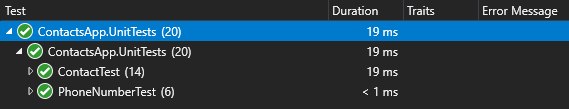 Test Duration Traits Error Message
ContactsApp.UnitTest (20) 19 ms
ContactsApp.UnitTests (20) 19 ms
ContactTest (14) 19 ms
PhoneNumberTest (6) < 1 ms